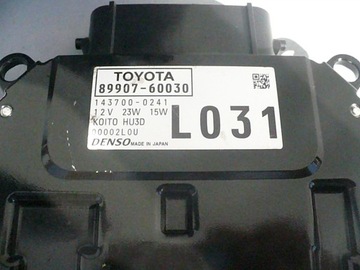 TOYOTA
89907-60030
143700-0241
12V 23W 15W
KOITO HU3D
00002L0U
DENSO MADE IN JAPAN
L031